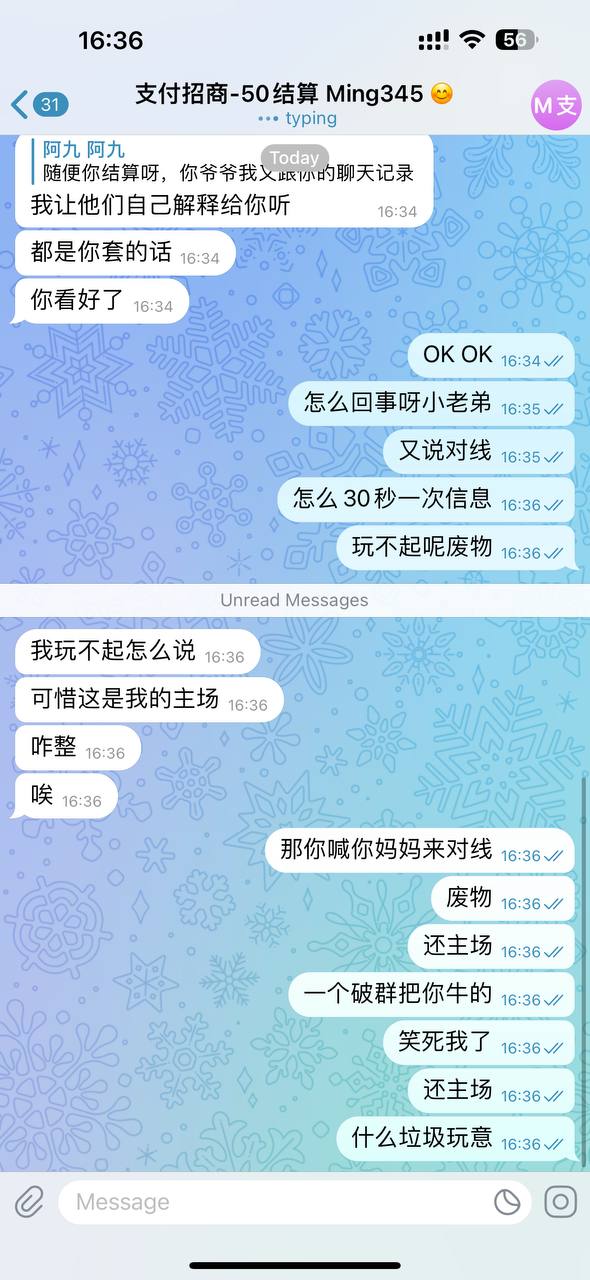 16:36
56
31
支付招商-50结算 Ming345 😊
••• typing
M支
阿九 阿九
Today
随便你结算呀，你爷爷我又跟你的聊天记录
我让他们自己解释给你听 16:34
都是你套的话 16:34
你看好了 16:34
OK OK 16:34
怎么回事呀小老弟 16:35
又说对线 16:35
怎么30秒一次信息 16:36
玩不起呢废物 16:36
Unread Messages
我玩不起怎么说 16:36
可惜这是我的主场 16:36
咋整 16:36
唉 16:36
那你喊你妈妈来对线 16:36
废物 16:36
还主场 16:36
一个破群把你牛的 16:36
笑死我了 16:36
还主场 16:36
什么垃圾玩意 16:36
Message